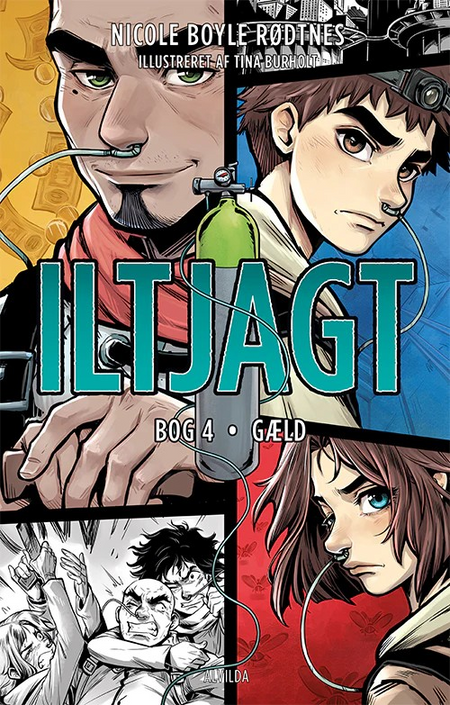 NICOLE BOYLE RØDTNES
ILLUSTRERET AF TINA BURHOLT
ILTJAGT
BOG 4 • GÆLD
ALVILDA